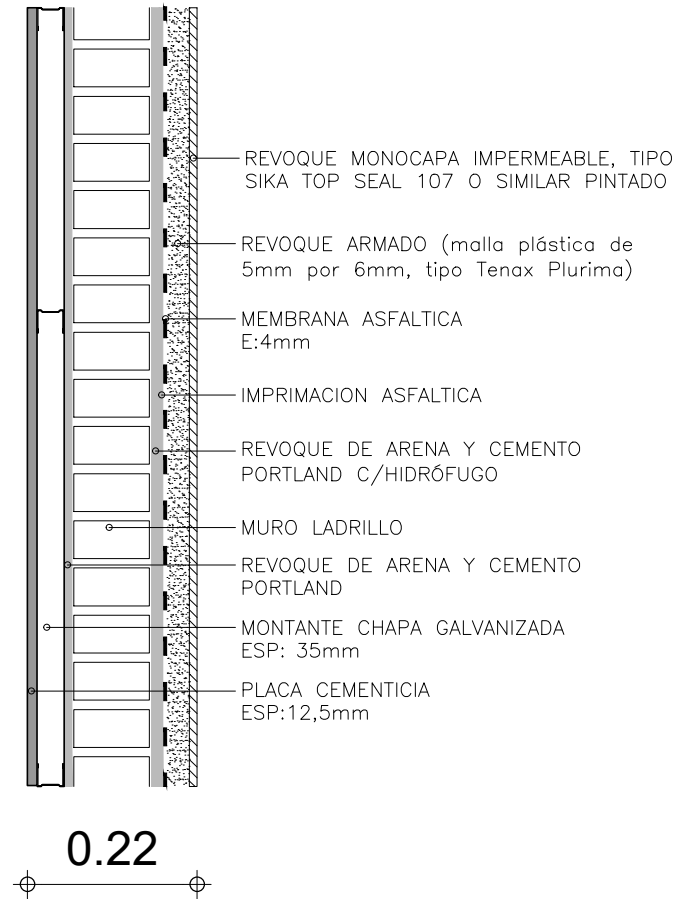 REVOQUE MONOCAPA IMPERMEABLE, TIPO
SIKA TOP SEAL 107 O SIMILAR PINTADO
REVOQUE ARMADO (malla plástica de
5mm por 6mm, tipo Tenax Plurima)
MEMBRANA ASFALTICA
E:4mm
IMPRIMACION ASFALTICA
REVOQUE DE ARENA Y CEMENTO
PORTLAND C/HIDRÓFUGO
MURO LADRILLO
REVOQUE DE ARENA Y CEMENTO
PORTLAND
MONTANTE CHAPA GALVANIZADA
ESP: 35mm
PLACA CEMENTICIA
ESP:12,5mm
0.22